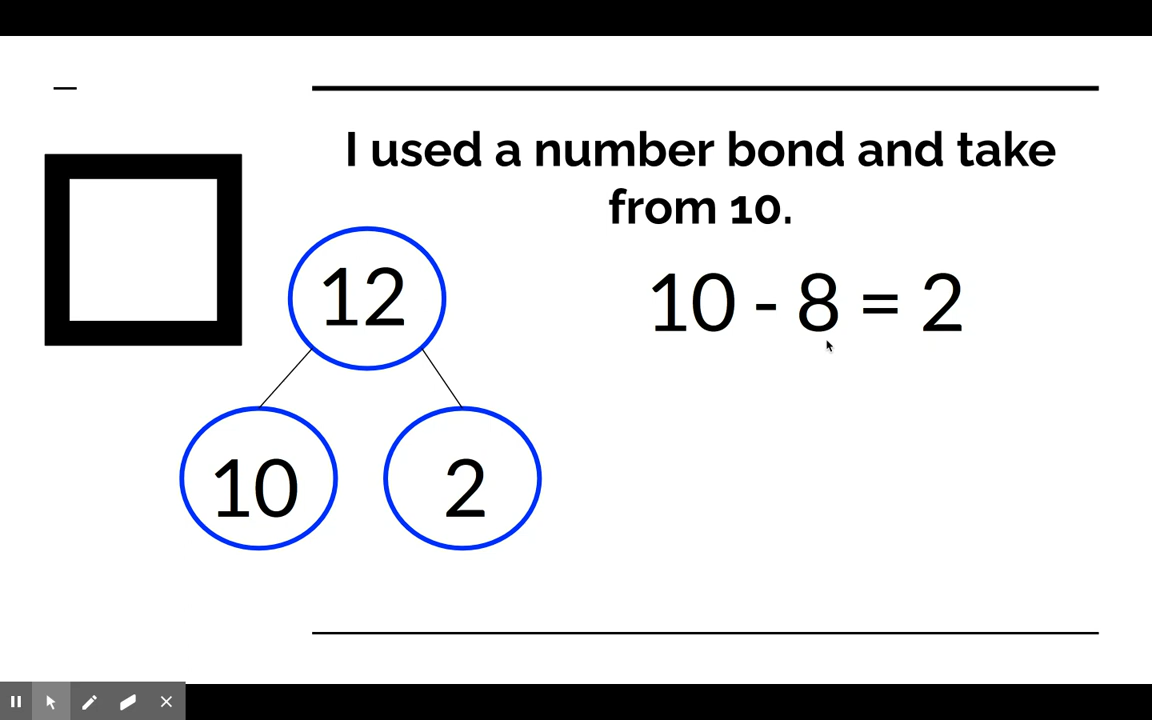 I used a number bond and take
from 10.
12
10 - 8 = 2
10
2